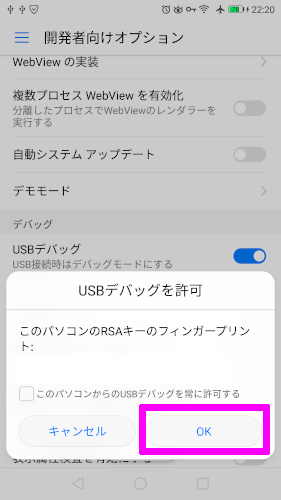 22:20
開発者向けオプション
WebView の実装
複数プロセス WebView を有効化
分離したプロセスでWebViewのレンダラーを
実行する
自動システム アップデート
デモモード
デバッグ
USBデバッグ
USB接続時はデバッグモードにする
USBデバッグを許可
このパソコンのRSAキーのフィンガープリン
ト:
このパソコンからのUSBデバッグを常に許可する
キャンセル
OK